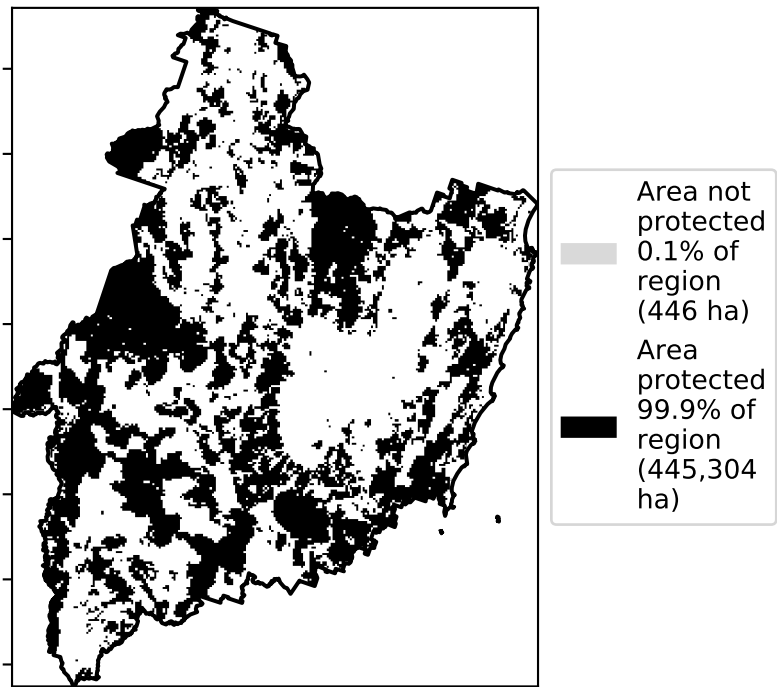 Area not
protected
0.1% of
region
(446 ha)
Area
protected
99.9% of
region
(445,304
ha)